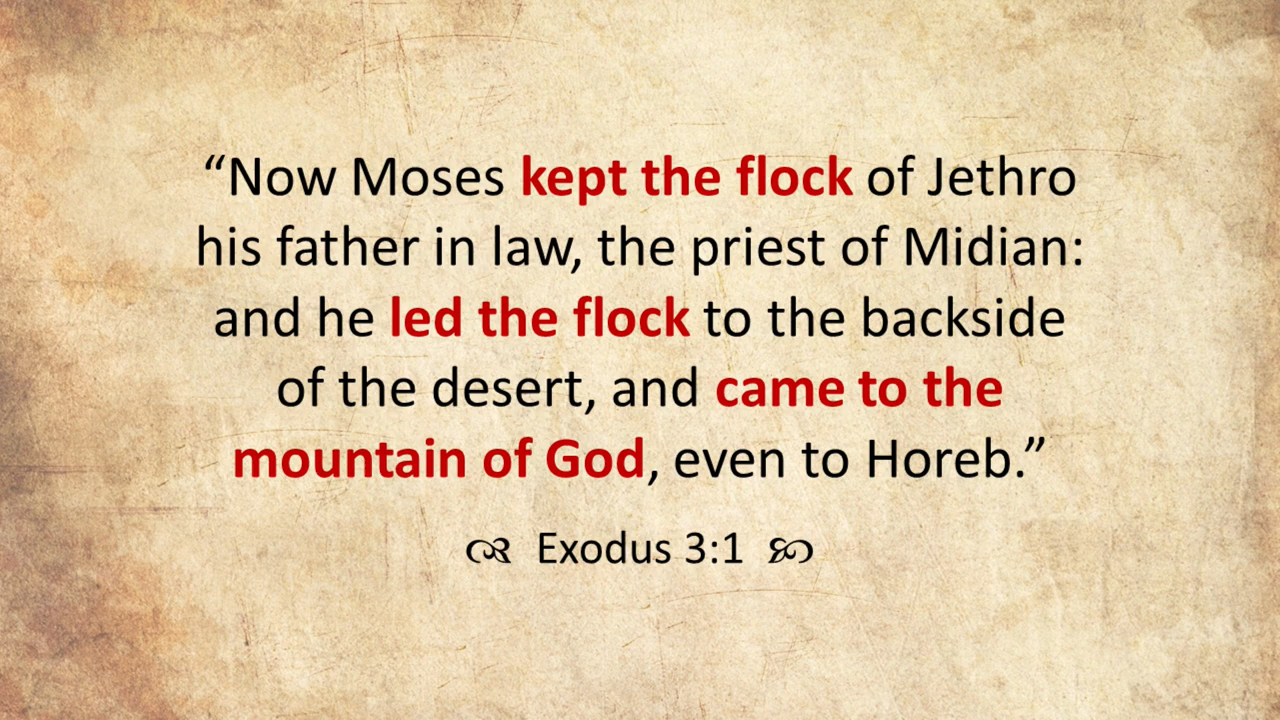 “Now Moses kept the flock of Jethro
his father in law, the priest of Midian:
and he led the flock to the backside
of the desert, and came to the
mountain of God, even to Horeb.”
Exodus 3:1